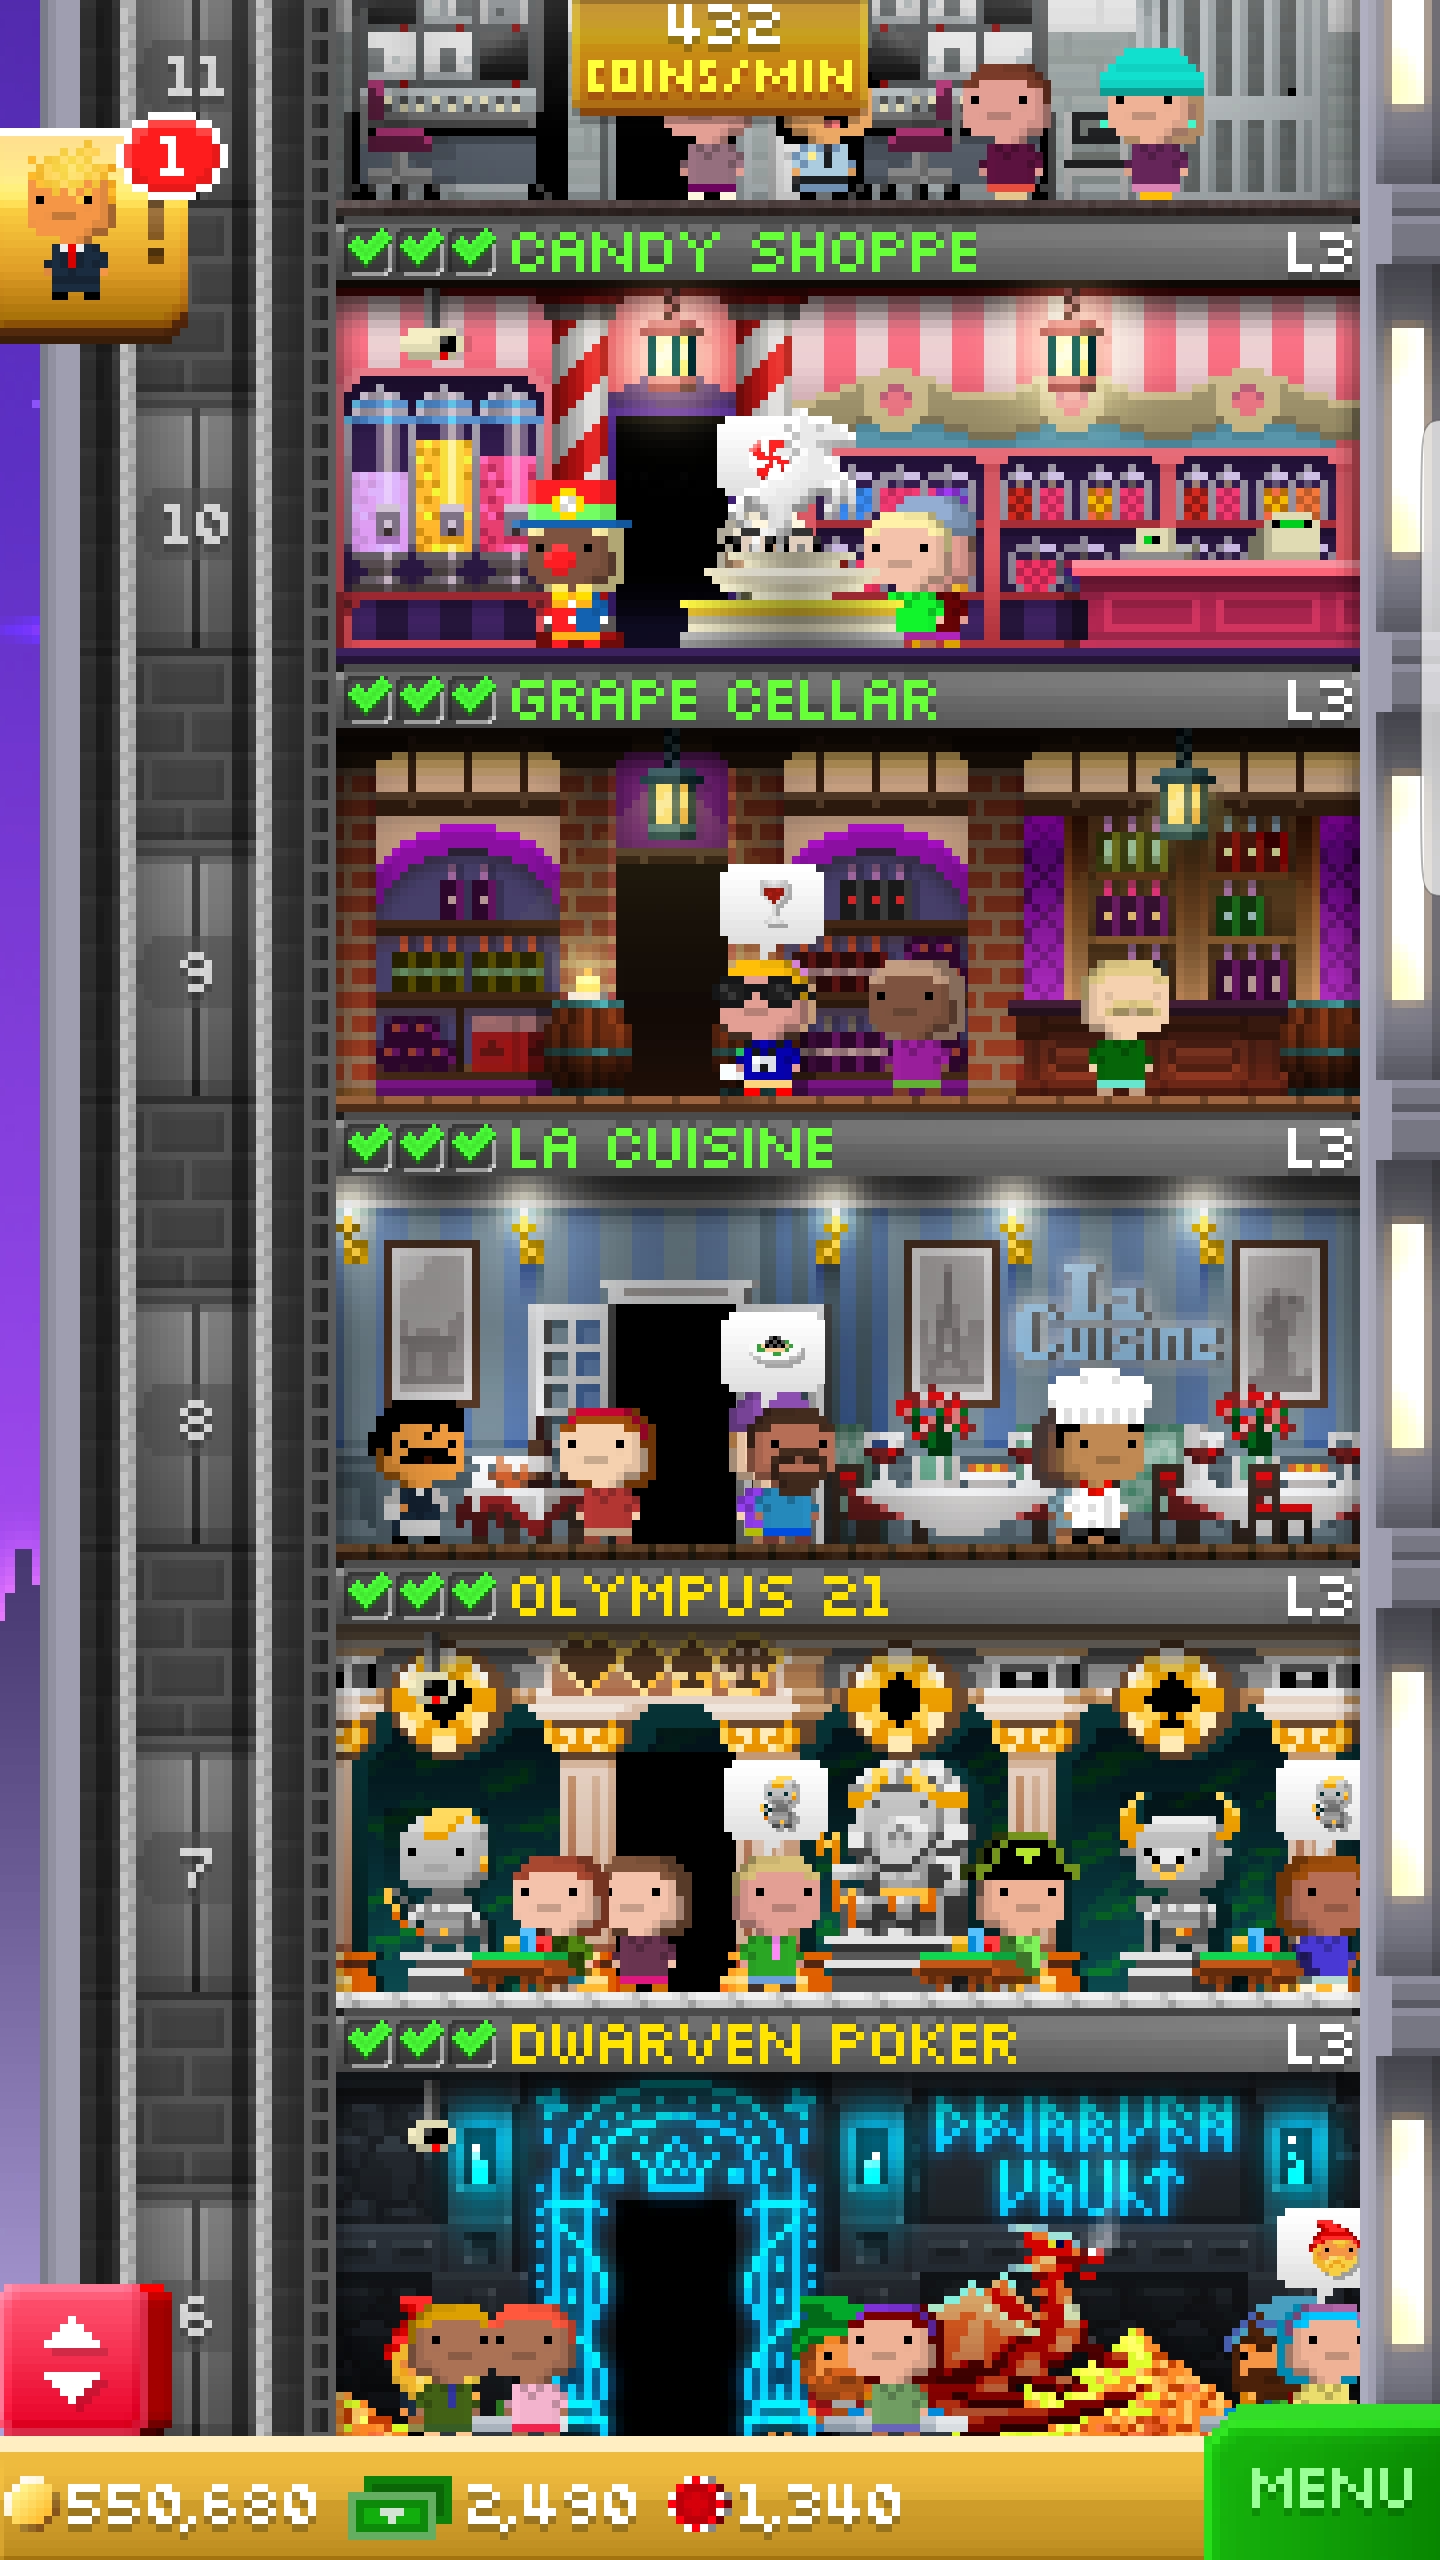 432
COINS/MIN
11
1
!
CANDY SHOPPE L3
10
GRAPE CELLAR L3
9
LA CUISINE L3
La
Cuisine
8
OLYMPUS 21 L3
7
DWARVEN POKER L3
DWARVEN
VAULT
6
550,680 2,490 1,340
MENU